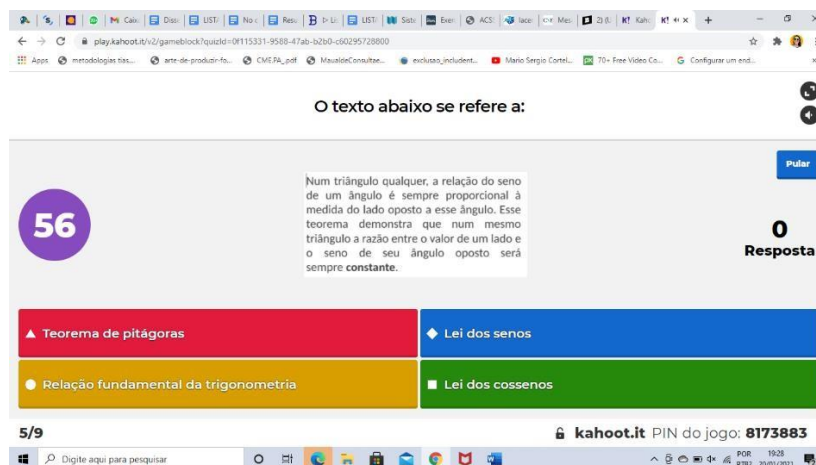 Apps metodologias tias... arte-de-produzir-fo... CMEPA_pdf exclusao_includent... Mario Sergio Cortel... 70+ Free Video Co... Configurar um end...
play.kahoot.it/v2/gameblock?quizId=0f115331-9588-47ab-b2b0-c60295728800
O texto abaixo se refere a:
Pular
56
Num triângulo qualquer, a relação do seno
de um ângulo é sempre proporcional à
medida do lado oposto a esse ângulo. Esse
teorema demonstra que num mesmo
triângulo a razão entre o valor de um lado e
o seno de seu ângulo oposto será
sempre constante.
0
Resposta
Teorema de pitágoras
Lei dos senos
Relação fundamental da trigonometria
Lei dos cossenos
5/9
kahoot.it PIN do jogo: 8173883
Digite aqui para pesquisar
POR 19:28
20/01/2021